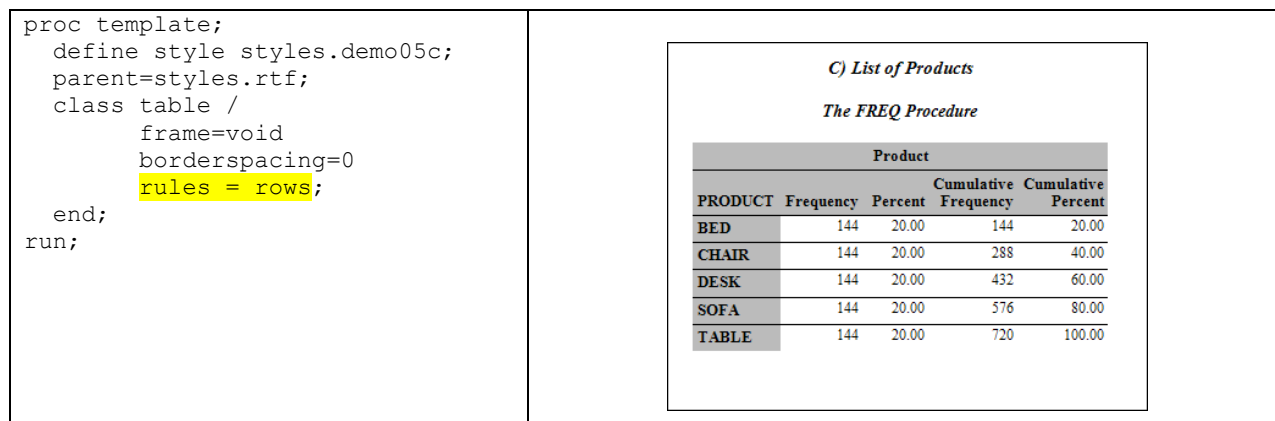 proc template;
define style styles.demo05c;
parent=styles.rtf;
class table /
frame=void
borderspacing=0
rules = rows;
end;
run;
C) List of Products
The FREQ Procedure
Product
PRODUCT Frequency Percent Cumulative Frequency Cumulative Percent
BED 144 20.00 144 20.00
CHAIR 144 20.00 288 40.00
DESK 144 20.00 432 60.00
SOFA 144 20.00 576 80.00
TABLE 144 20.00 720 100.00